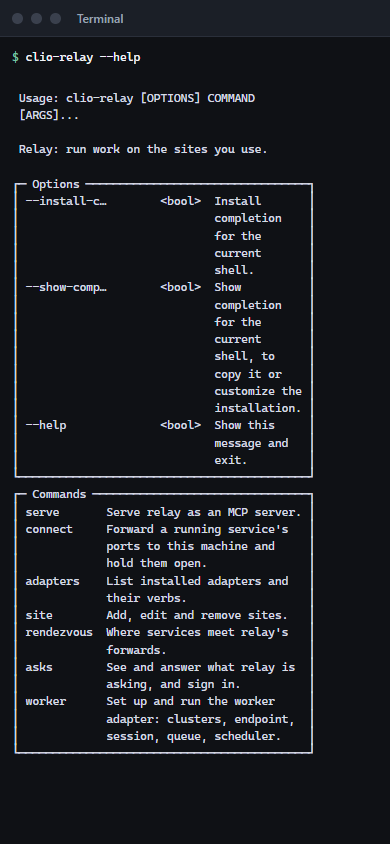 Terminal
$ clio-relay --help
Usage: clio-relay [OPTIONS] COMMAND
[ARGS]...
Relay: run work on the sites you use.
Options
--install-c… <bool> Install
completion
for the
current
shell.
--show-comp… <bool> Show
completion
for the
current
shell, to
copy it or
customize the
installation.
--help <bool> Show this
message and
exit.
Commands
serve Serve relay as an MCP server.
connect Forward a running service's
ports to this machine and
hold them open.
adapters List installed adapters and
their verbs.
site Add, edit and remove sites.
rendezvous Where services meet relay's
forwards.
asks See and answer what relay is
asking, and sign in.
worker Set up and run the worker
adapter: clusters, endpoint,
session, queue, scheduler.